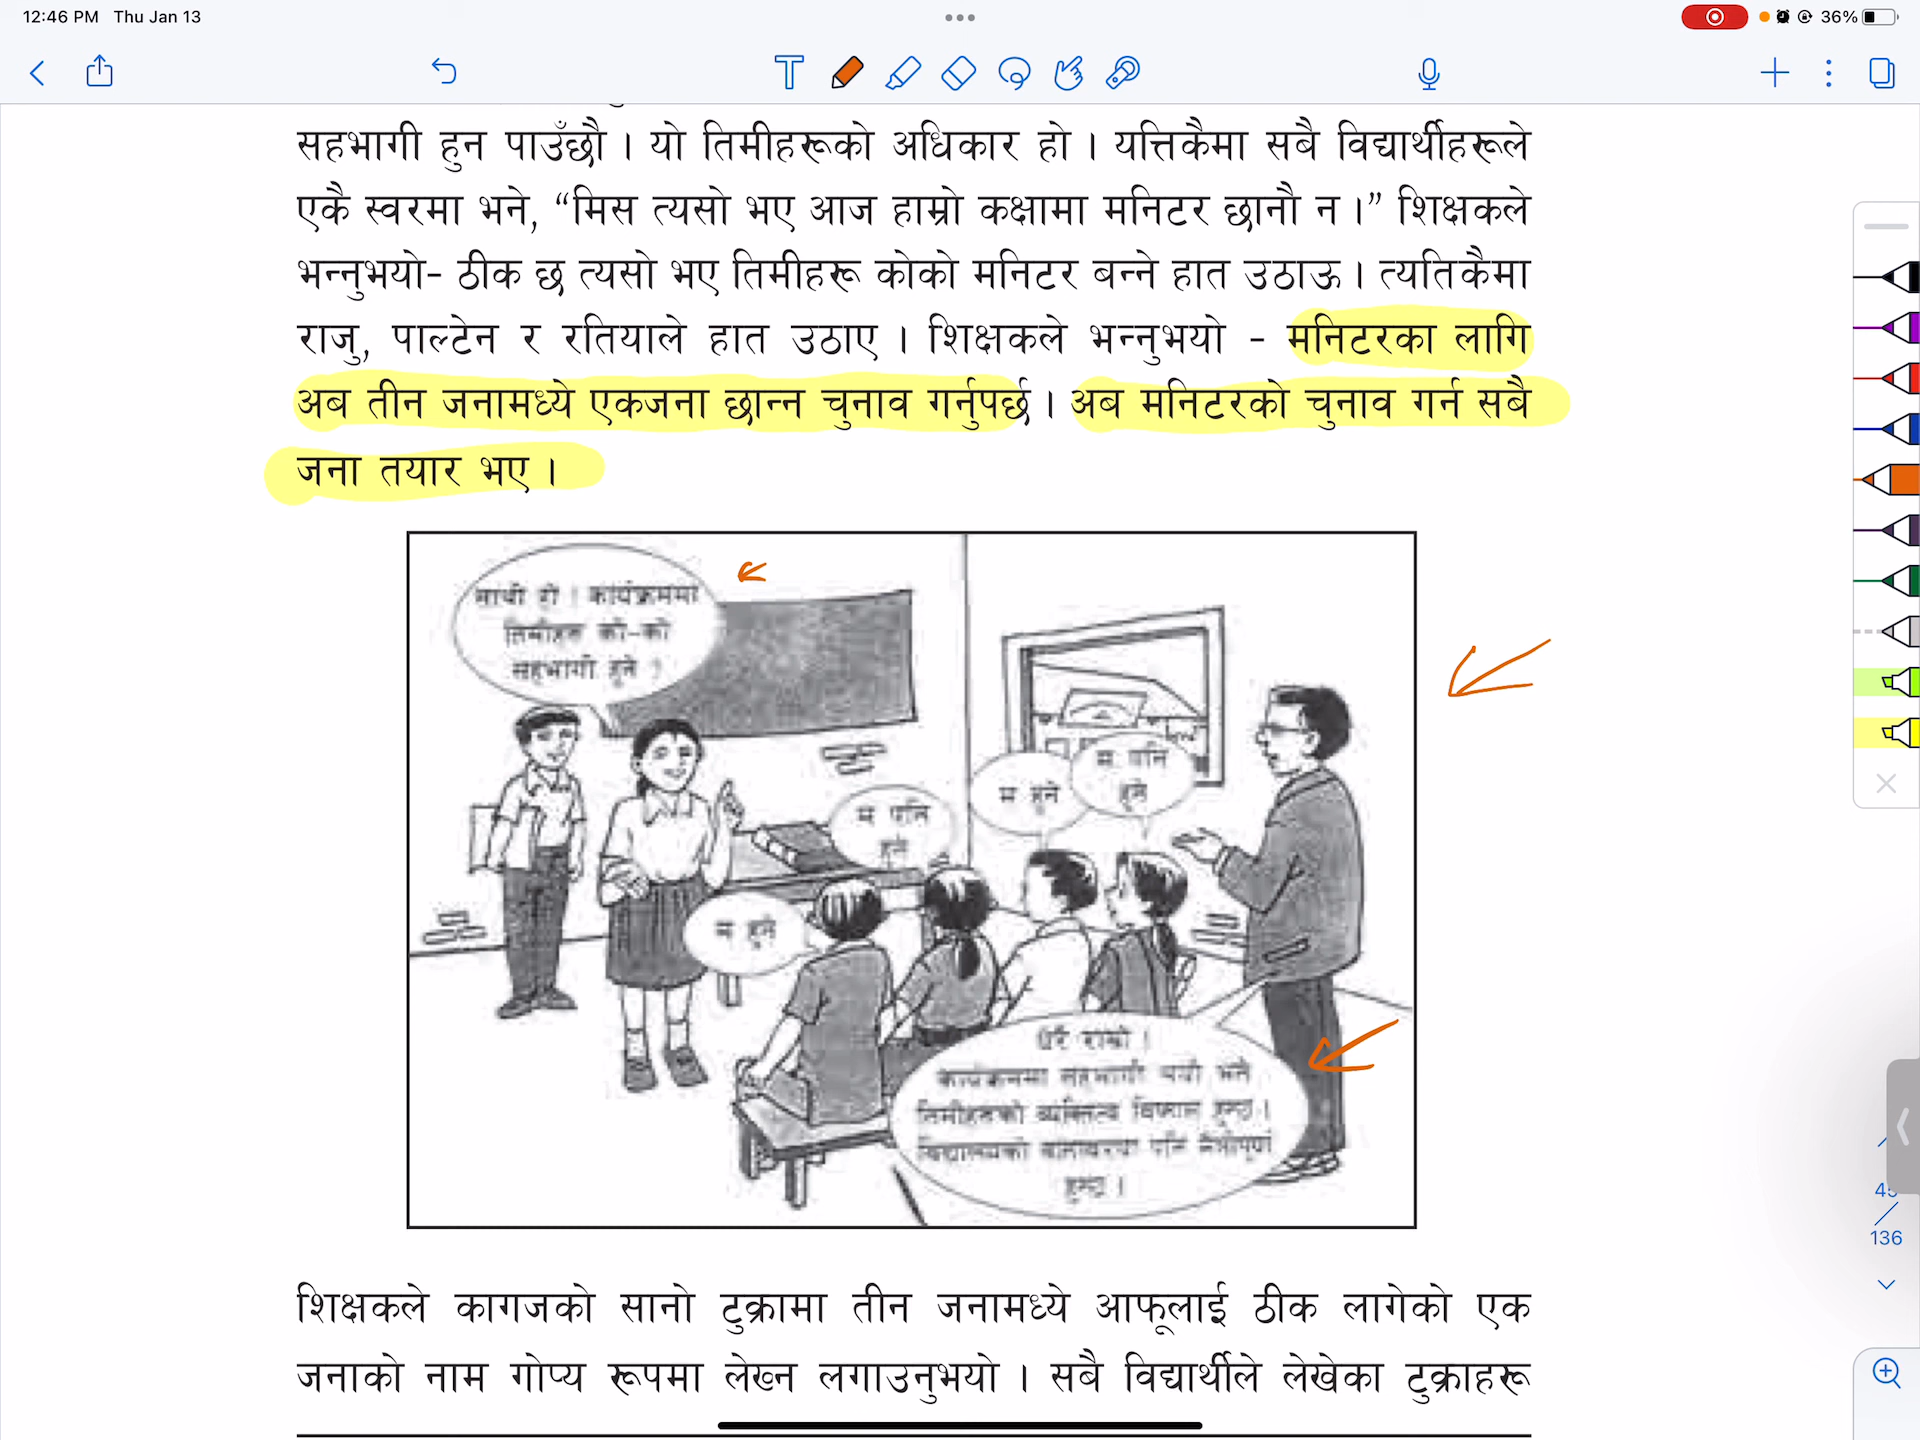 12:46 PM Thu Jan 13
36%
सहभागी हुन पाउँछौ । यो तिमीहरूको अधिकार हो । यत्तिकैमा सबै विद्यार्थीहरूले
एकै स्वरमा भने, “मिस त्यसो भए आज हाम्रो कक्षामा मनिटर छानौ न ।” शिक्षकले
भन्नुभयो- ठीक छ त्यसो भए तिमीहरू कोको मनिटर बन्ने हात उठाऊ । त्यतिकैमा
राजु, पाल्टेन र रतियाले हात उठाए । शिक्षकले भन्नुभयो - मनिटरका लागि
अब तीन जनामध्ये एकजना छान्न चुनाव गर्नुपर्छ । अब मनिटरको चुनाव गर्न सबै
जना तयार भए ।
साथी हो ! कार्यक्रममा
तिमीहरु को-को
सहभागी हुने ?
म पनि
हुने
म हुने
म पनि
हुने
म हुने
धेरै राम्रो ।
कार्यक्रममा सहभागी भयौ भने
तिमीहरुको व्यक्तित्व विकास हुन्छ ।
विद्यालयको वातावरण पनि मैत्रीपूर्ण
हुन्छ ।
45
/
136
शिक्षकले कागजको सानो टुक्रामा तीन जनामध्ये आफूलाई ठीक लागेको एक
जनाको नाम गोप्य रूपमा लेख्न लगाउनुभयो । सबै विद्यार्थीले लेखेका टुक्राहरू